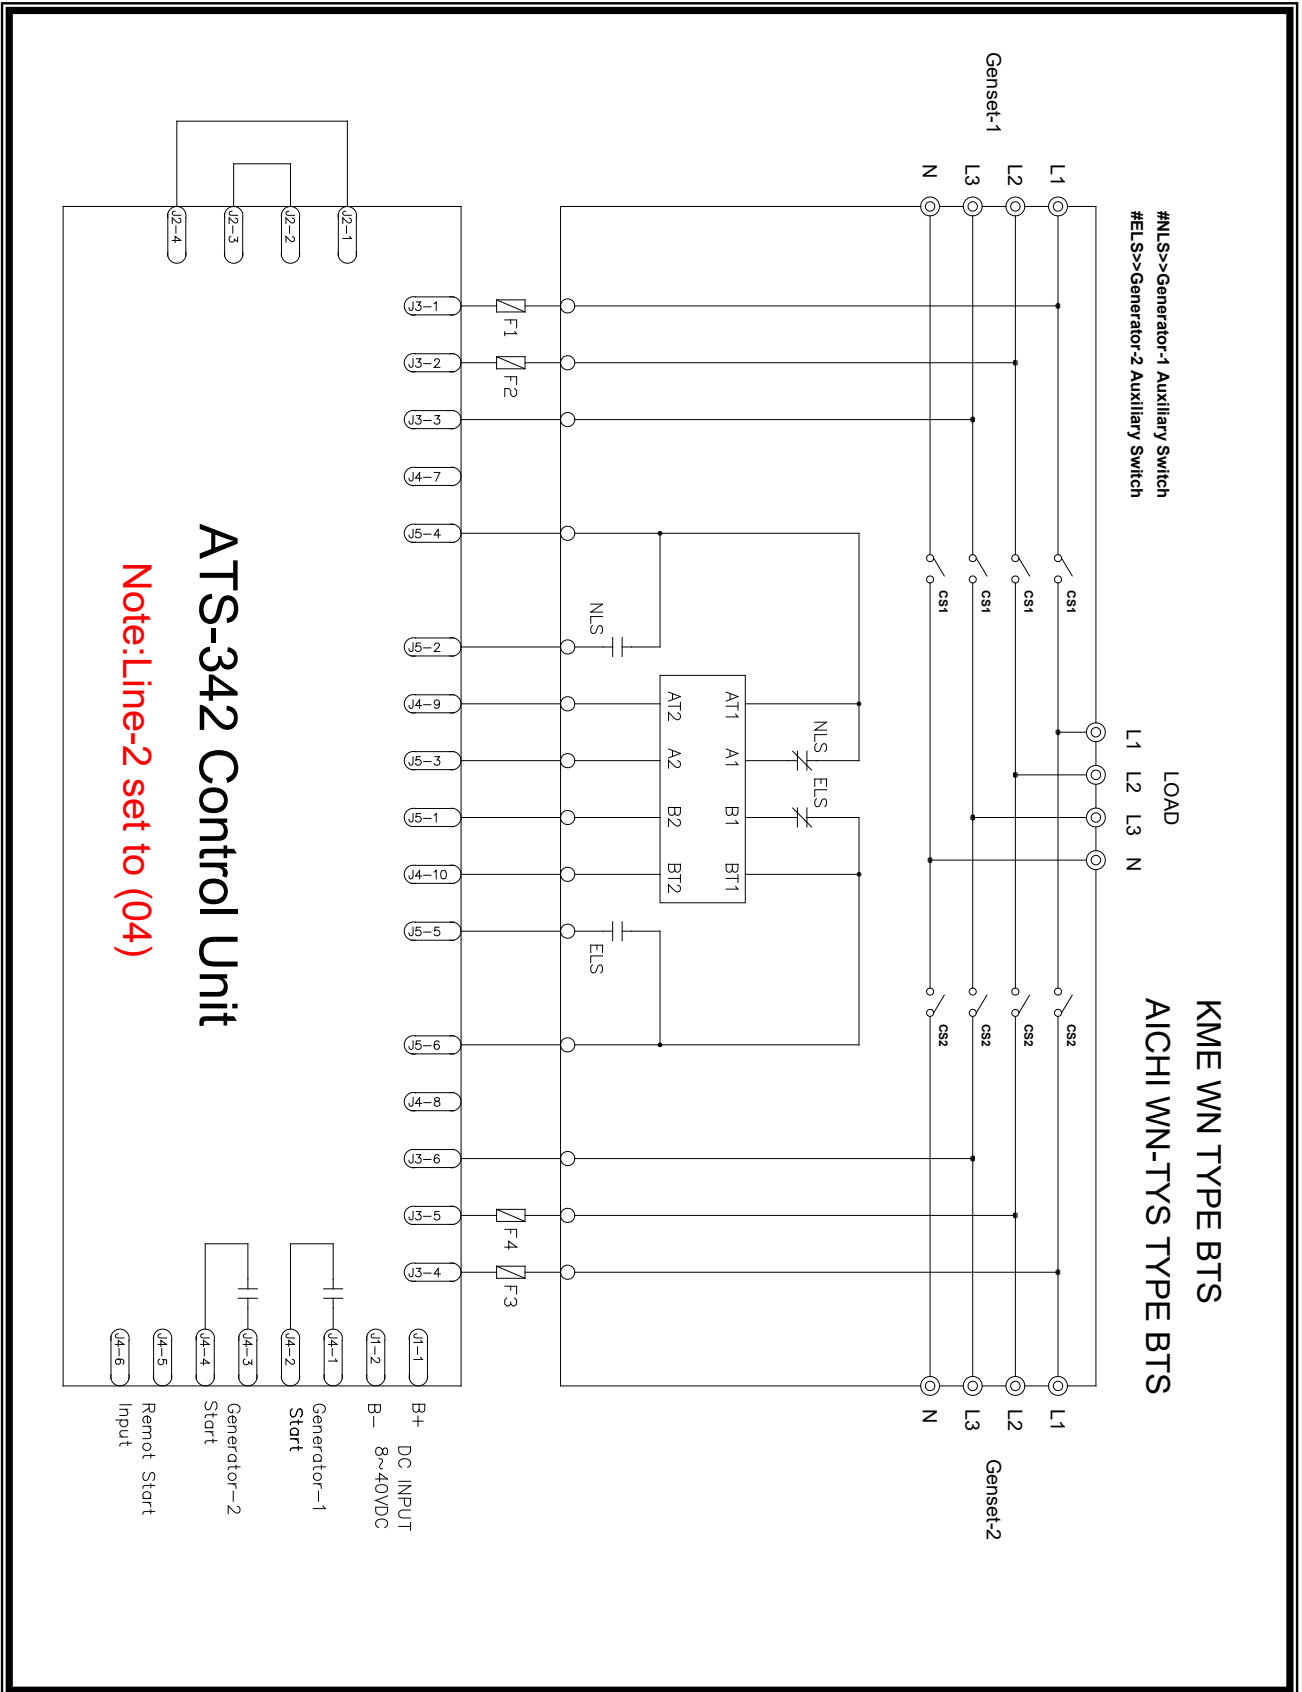 KME WN TYPE BTS
AICHI WN-TYS TYPE BTS
#NLS>>Generator-1 Auxiliary Switch
#ELS>>Generator-2 Auxiliary Switch
LOAD
L1 L2 L3 N
Genset-1
L1
L2
L3
N
CS1
CS1
CS1
CS1
CS2
CS2
CS2
CS2
L1
L2
L3
N
Genset-2
NLS
ELS
AT1 A1 B1 BT1
AT2 A2 B2 BT2
NLS
ELS
F1
F2
F4
F3
J3-1
J3-2
J3-3
J4-7
J5-4
J5-2
J4-9
J5-3
J5-1
J4-10
J5-5
J5-6
J4-8
J3-6
J3-5
J3-4
J2-1
J2-2
J2-3
J2-4
ATS-342 Control Unit
Note:Line-2 set to (04)
J1-1
J1-2
J4-1
J4-2
J4-3
J4-4
J4-5
J4-6
B+ DC INPUT
B- 8~40VDC
Generator-1
Start
Generator-2
Start
Remot Start
Input